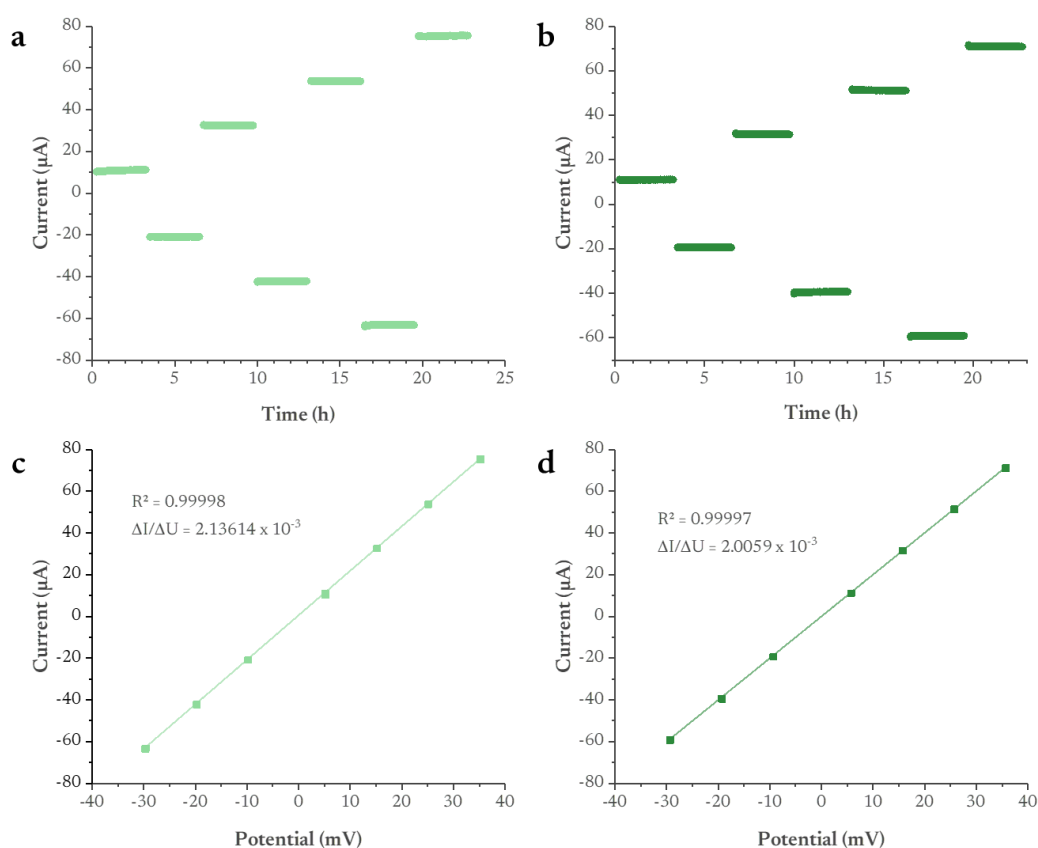 a
80
60
40
20
0
-20
-40
-60
-80
Current (µA)
0 5 10 15 20 25
Time (h)
b
80
60
40
20
0
-20
-40
-60
Current (µA)
0 5 10 15 20
Time (h)
c
80
60
40
20
0
-20
-40
-60
-80
Current (µA)
R² = 0.99998
ΔI/ΔU = 2.13614 x 10⁻³
-40 -30 -20 -10 0 10 20 30 40
Potential (mV)
d
80
60
40
20
0
-20
-40
-60
-80
Current (µA)
R² = 0.99997
ΔI/ΔU = 2.0059 x 10⁻³
-40 -30 -20 -10 0 10 20 30 40
Potential (mV)